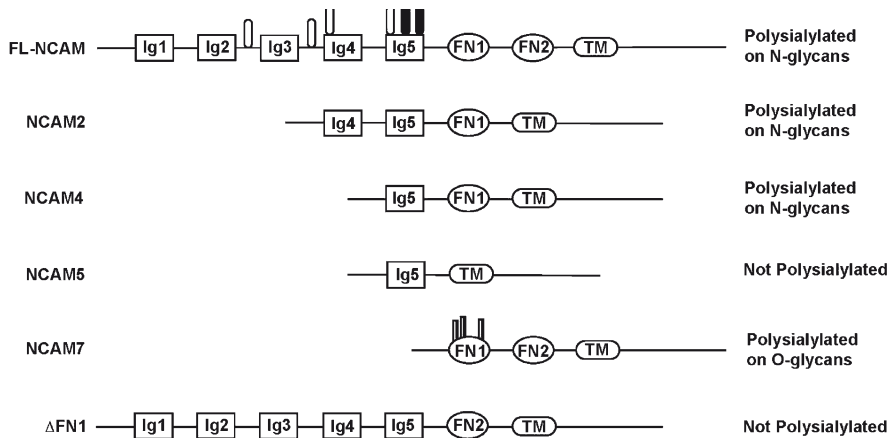 FL-NCAM Ig1 Ig2 Ig3 Ig4 Ig5 FN1 FN2 TM Polysialylated
on N-glycans
NCAM2 Ig4 Ig5 FN1 TM Polysialylated
on N-glycans
NCAM4 Ig5 FN1 TM Polysialylated
on N-glycans
NCAM5 Ig5 TM Not Polysialylated
NCAM7 FN1 FN2 TM Polysialylated
on O-glycans
ΔFN1 Ig1 Ig2 Ig3 Ig4 Ig5 FN2 TM Not Polysialylated